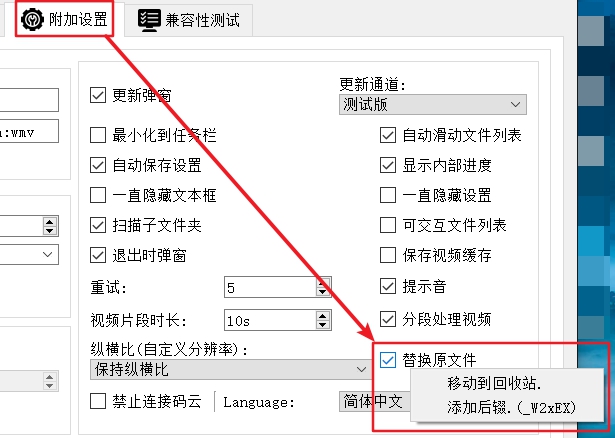 附加设置
兼容性测试
n:wmv
更新弹窗
更新通道:
测试版
最小化到任务栏
自动滑动文件列表
自动保存设置
显示内部进度
一直隐藏文本框
一直隐藏设置
扫描子文件夹
可交互文件列表
退出时弹窗
保存视频缓存
重试:
5
提示音
视频片段时长:
10s
分段处理视频
纵横比(自定义分辨率):
替换原文件
保持纵横比
移动到回收站.
禁止连接码云
Language:
简体中文
添加后缀.(_W2xEX)